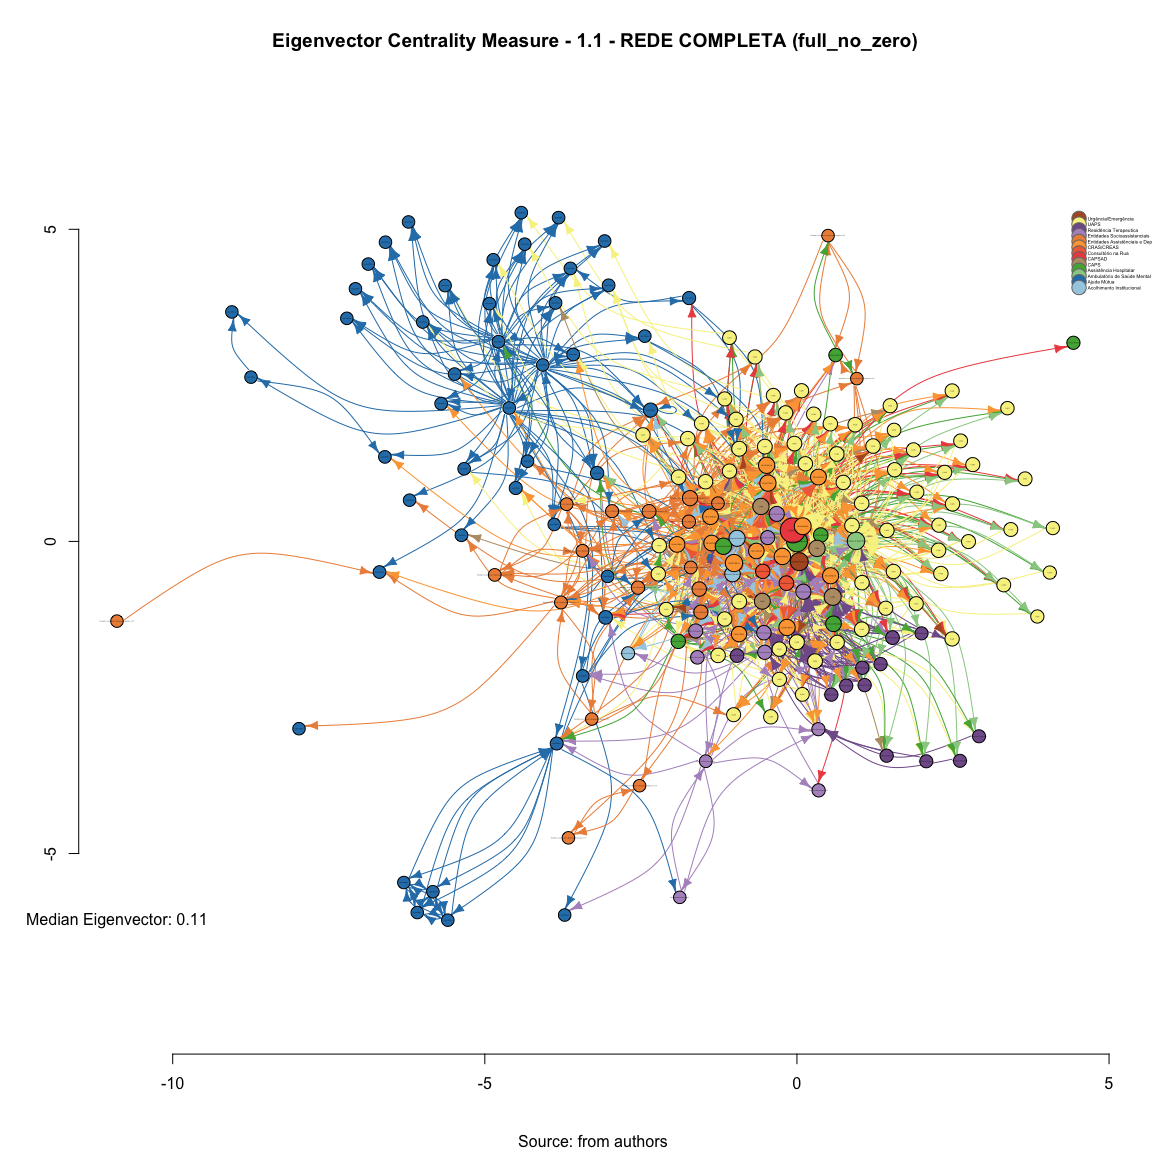 Eigenvector Centrality Measure - 1.1 - REDE COMPLETA (full_no_zero)
5
0
-5
Urgência/Emergência
UAPS
Residência Terapeutica
Entidades Socioassistenciais
Entidades Assistênciais e Dep
CRAS/CREAS
Consultório na Rua
CAPSAD
CAPS
Assistência Hospitalar
Ambulatório de Saúde Mental
Ajuda Mútua
Acolhimento Institucional
Median Eigenvector: 0.11
-10
-5
0
5
Source: from authors